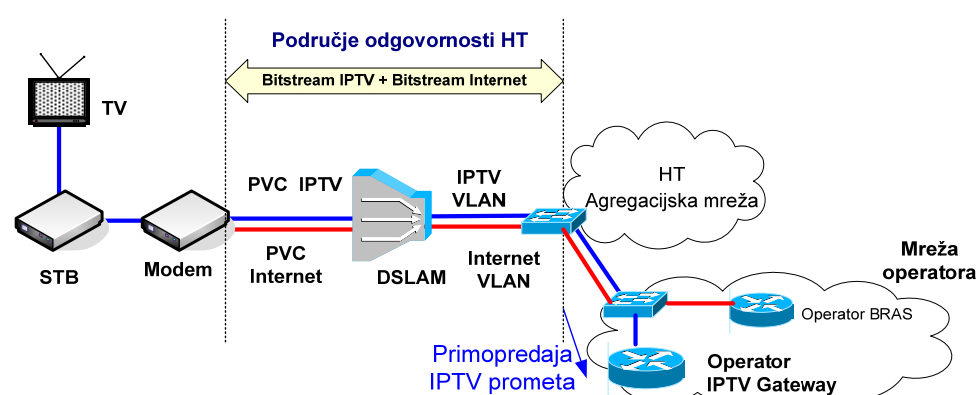 Područje odgovornosti HT
Bitstream IPTV + Bitstream Internet
TV
STB
Modem
PVC IPTV
PVC
Internet
DSLAM
IPTV
VLAN
Internet
VLAN
HT
Agregacijska mreža
Mreža
operatora
Operator BRAS
Primopredaja
IPTV prometa
Operator
IPTV Gateway